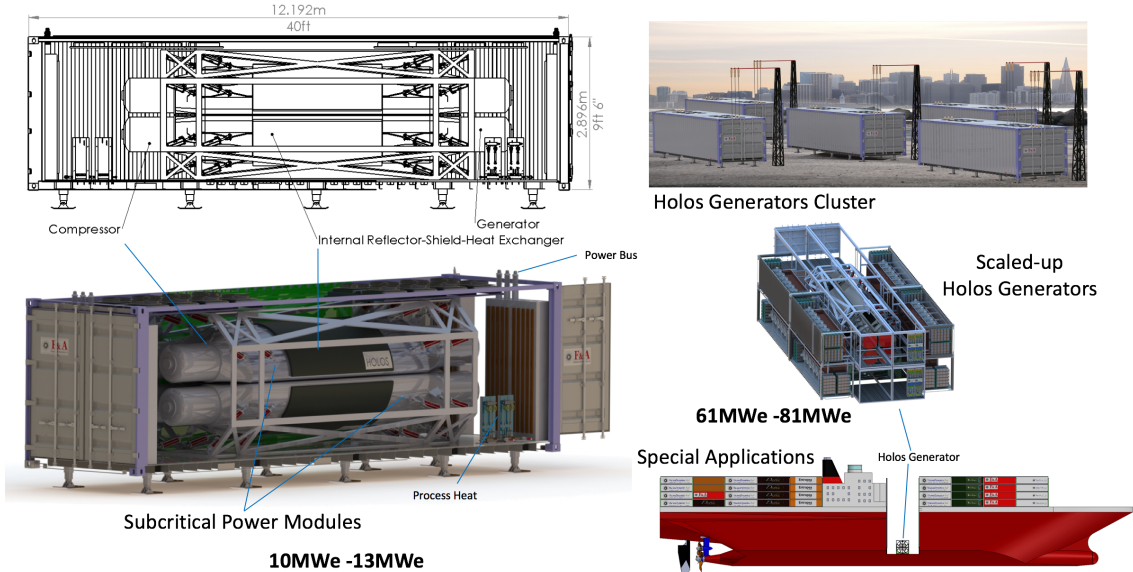 12.192m
40ft
2.896m
9ft 6"
Compressor
Generator
Internal Reflector-Shield-Heat Exchanger
Power Bus
F&A
HOLOS
F&A
Process Heat
Subcritical Power Modules
10MWe -13MWe
Holos Generators Cluster
Scaled-up
Holos Generators
61MWe -81MWe
Special Applications
Holos Generator